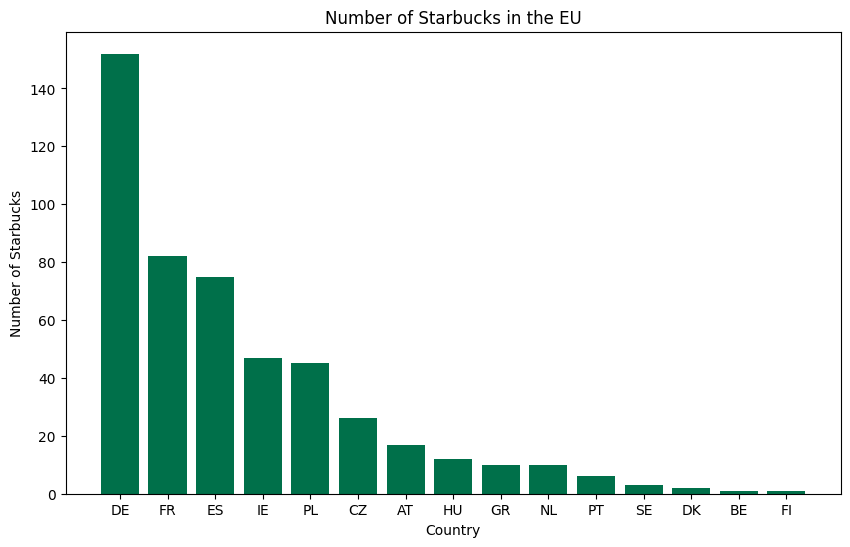 Number of Starbucks in the EU
Number of Starbucks
140
120
100
80
60
40
20
0
DE FR ES IE PL CZ AT HU GR NL PT SE DK BE FI
Country